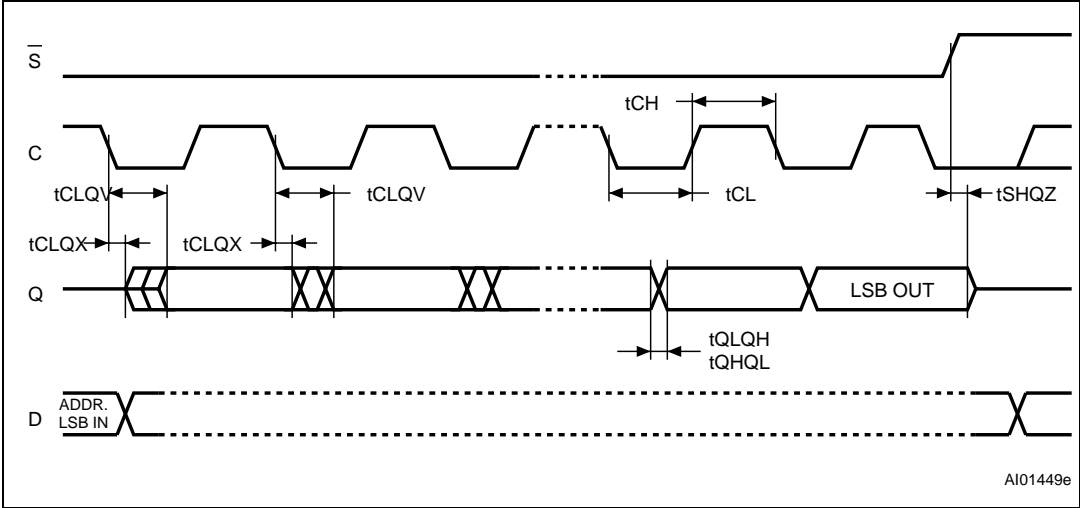 S
tCH
C
tCLQV
tCLQV
tCL
tSHQZ
tCLQX
tCLQX
Q
LSB OUT
tQLQH
tQHQL
D
ADDR.
LSB IN
AI01449e